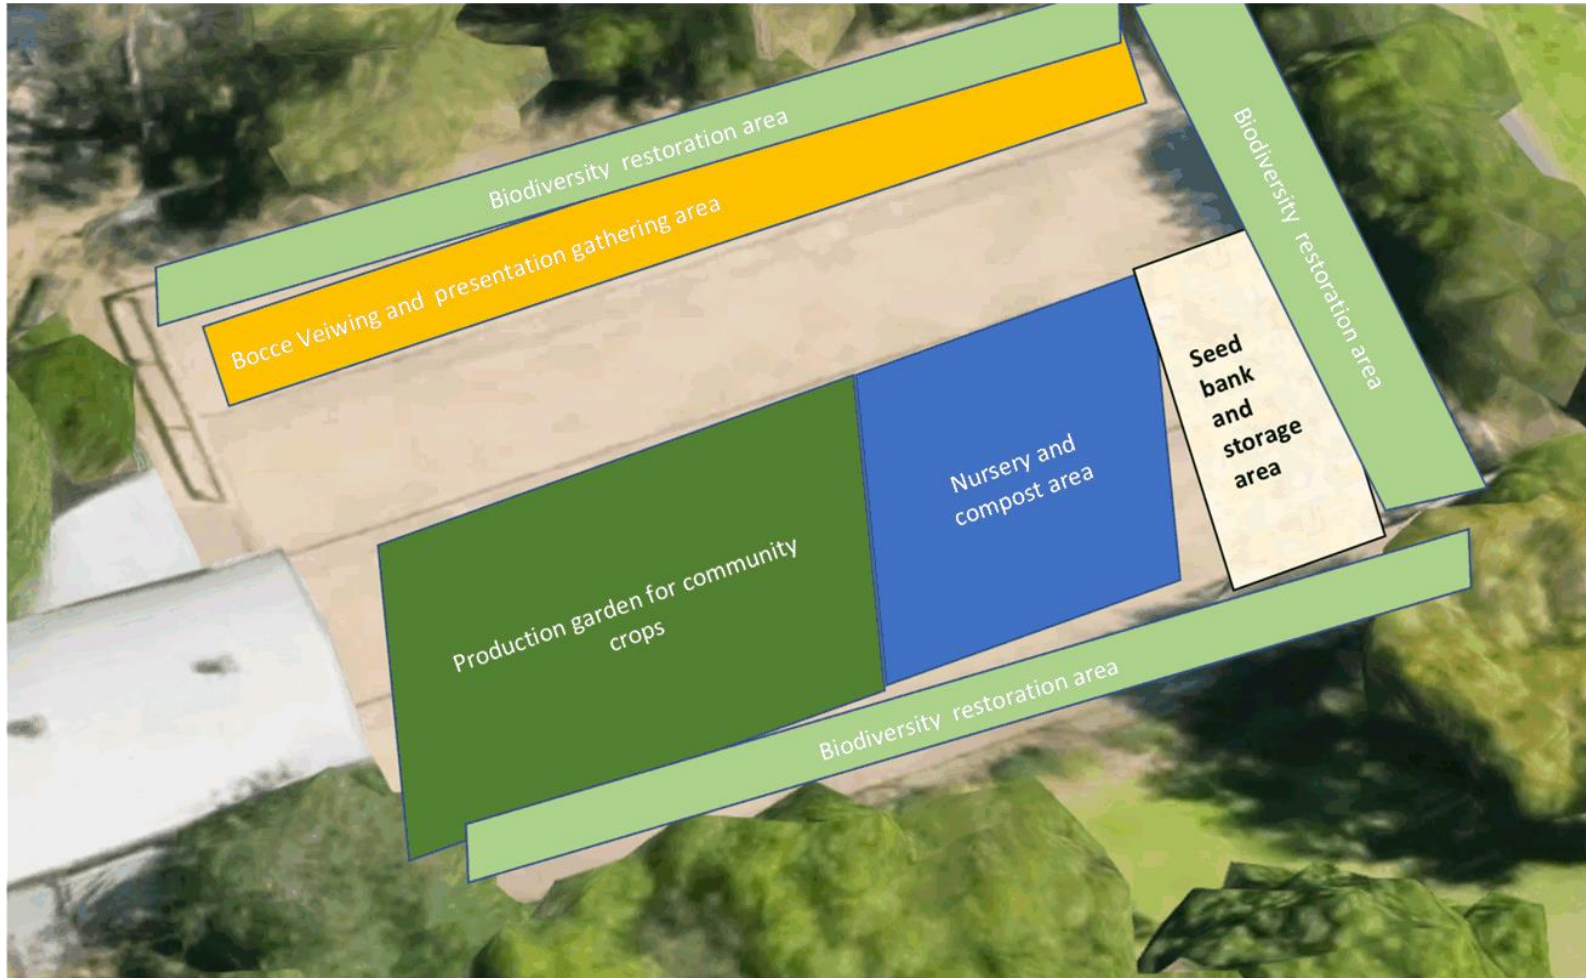 Biodiversity restoration area
Bocce Veiwing and presentation gathering area
Biodiversity restoration area
Seed
bank
and
storage
area
Nursery and
compost area
Production garden for community
crops
Biodiversity restoration area